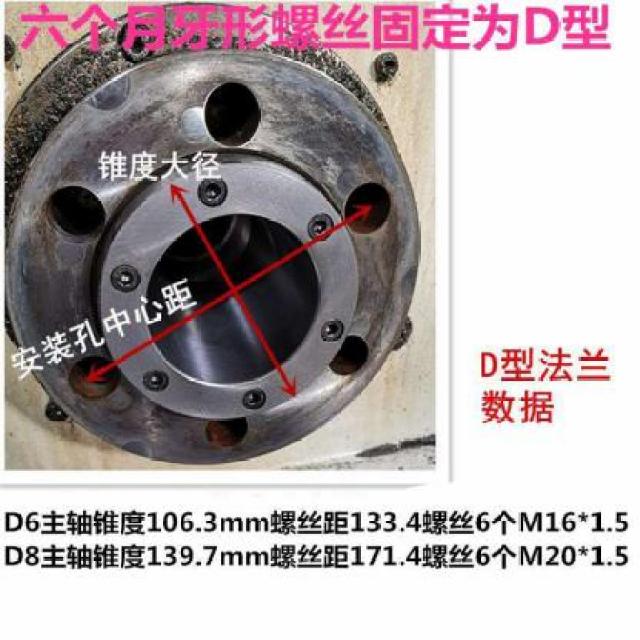 六个月牙形螺丝固定为D型
锥度大径
安装孔中心距
D型法兰
数据
D6主轴锥度106.3mm螺丝距133.4螺丝6个M16*1.5
D8主轴锥度139.7mm螺丝距171.4螺丝6个M20*1.5